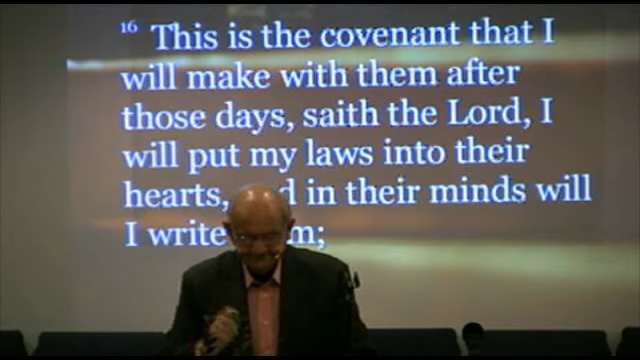 16 This is the covenant that I
will make with them after
those days, saith the Lord, I
will put my laws into their
hearts, in their minds will
I write